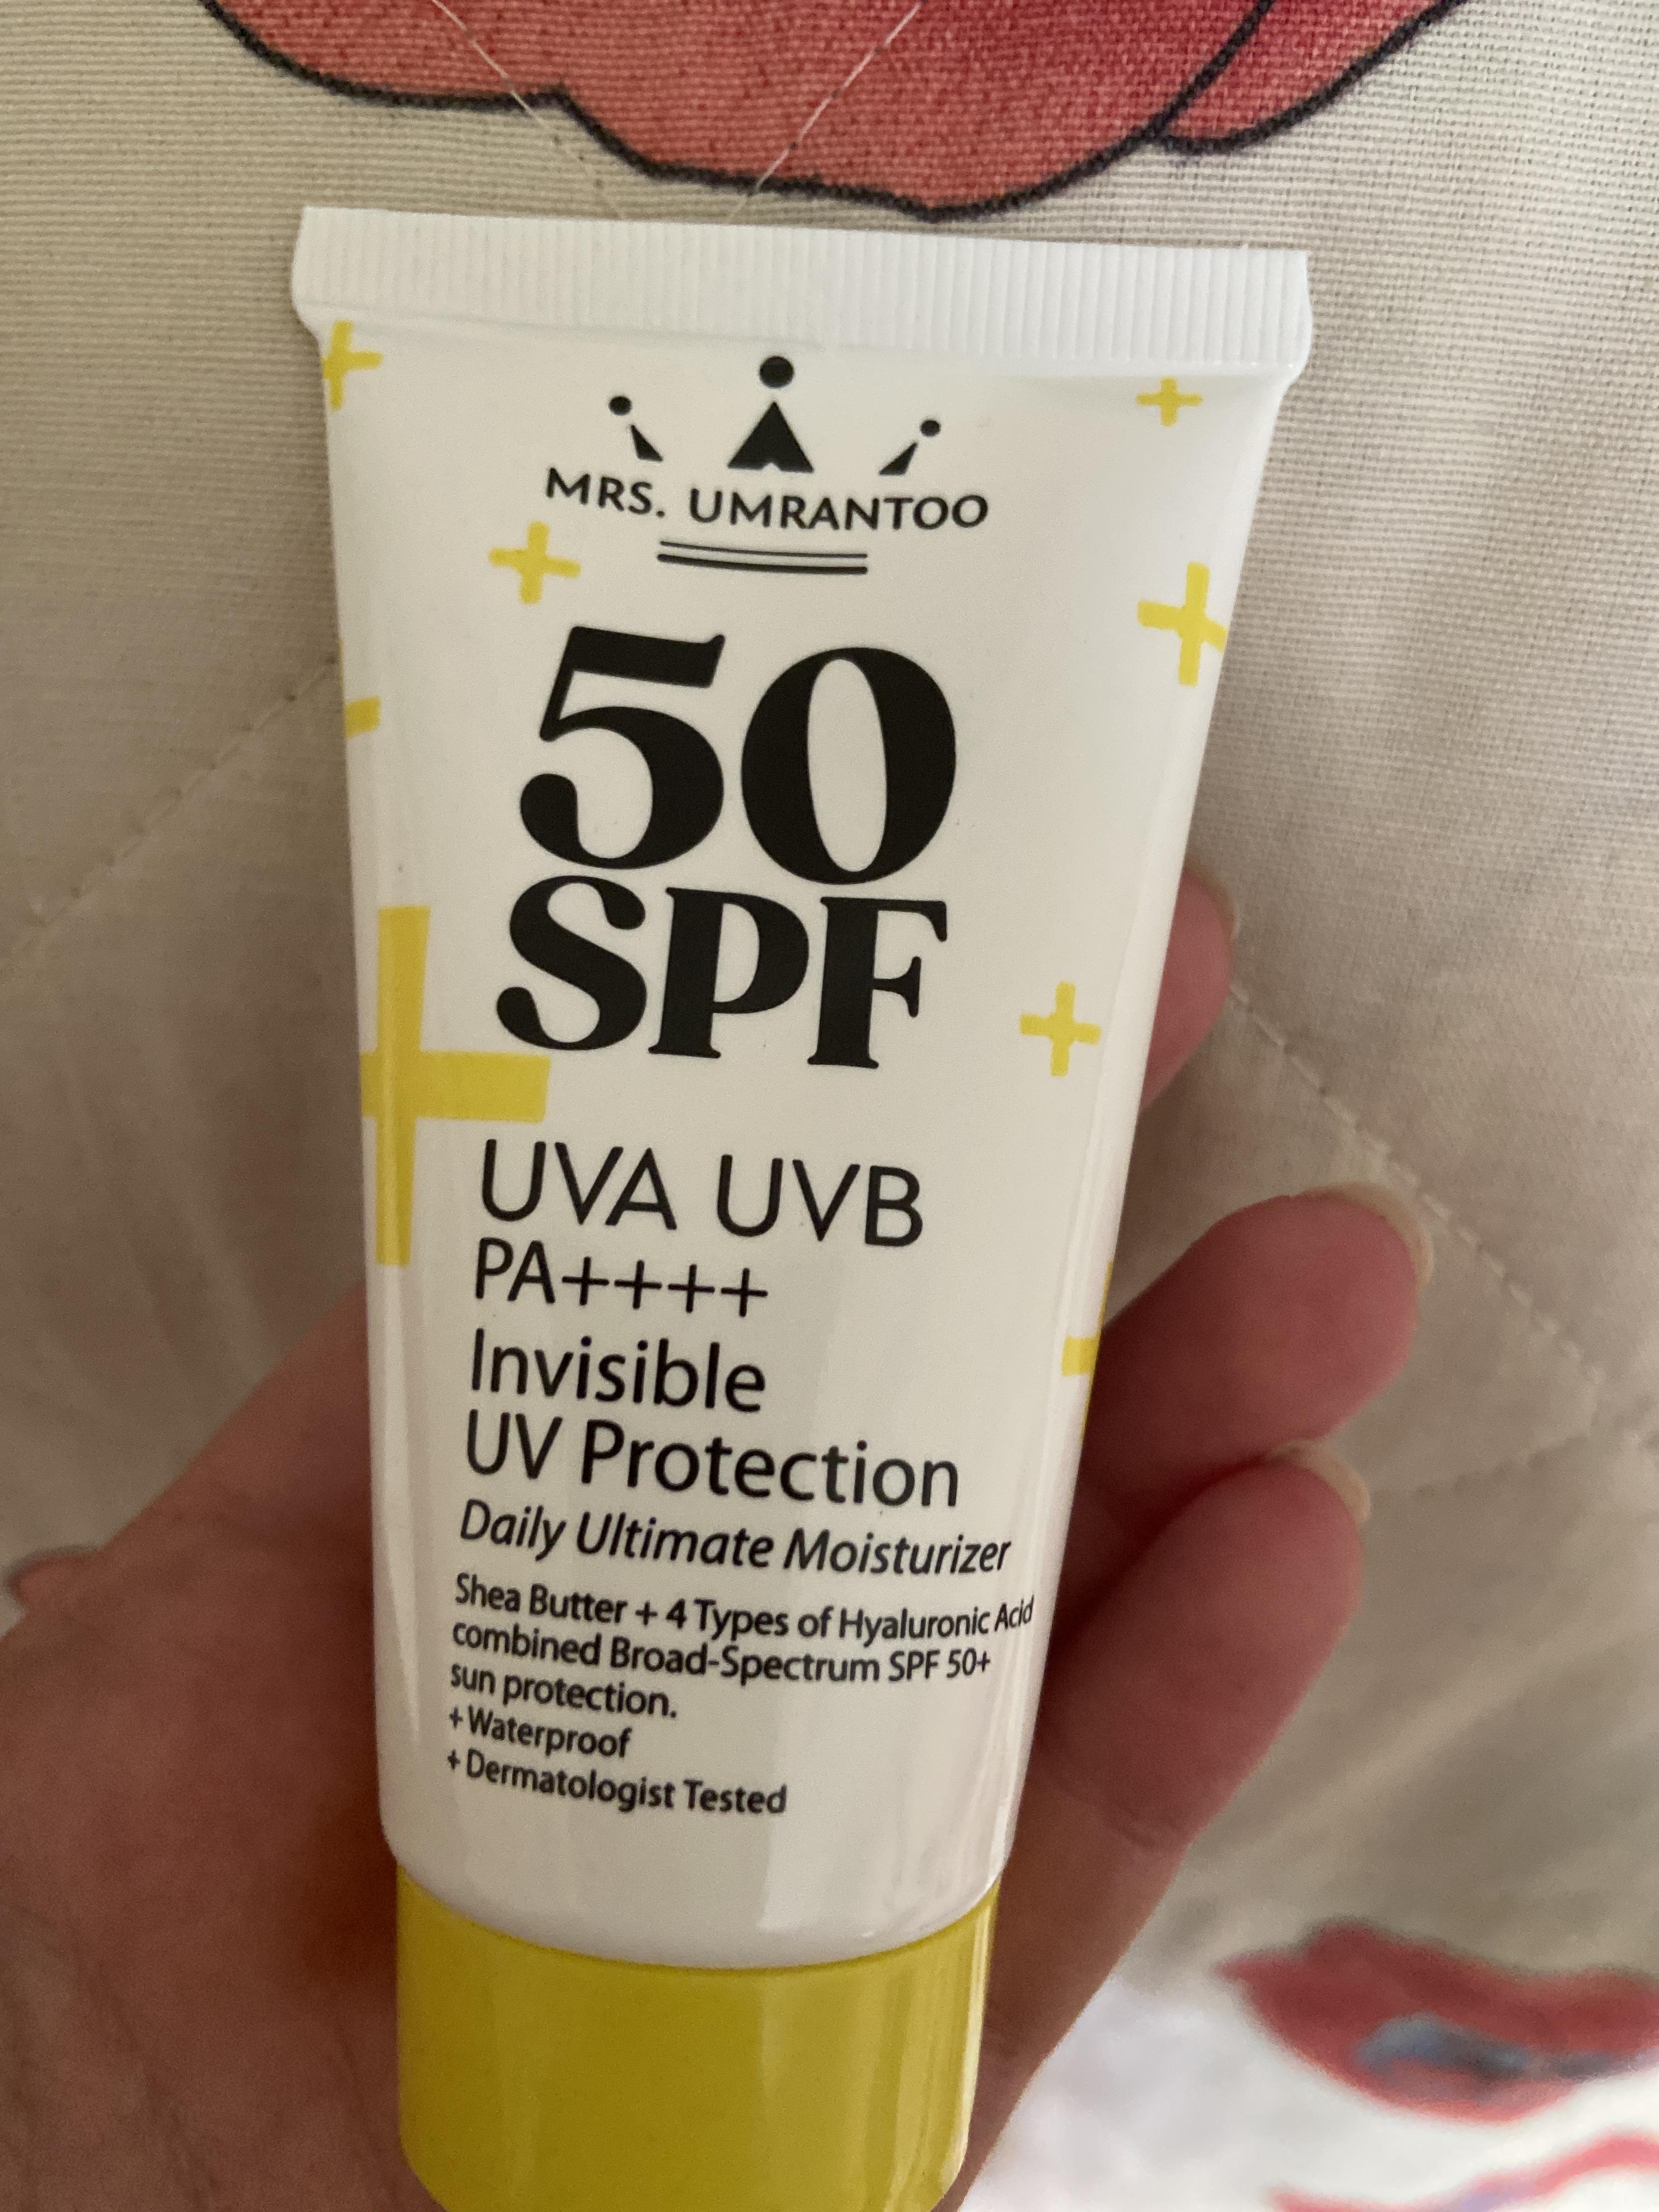 MRS. UMRANTOO
50
SPF
UVA UVB
PA++++
Invisible
UV Protection
Daily Ultimate Moisturizer
Shea Butter + 4 Types of Hyaluronic Acid
combined Broad-Spectrum SPF 50+
sun protection.
+ Waterproof
+ Dermatologist Tested